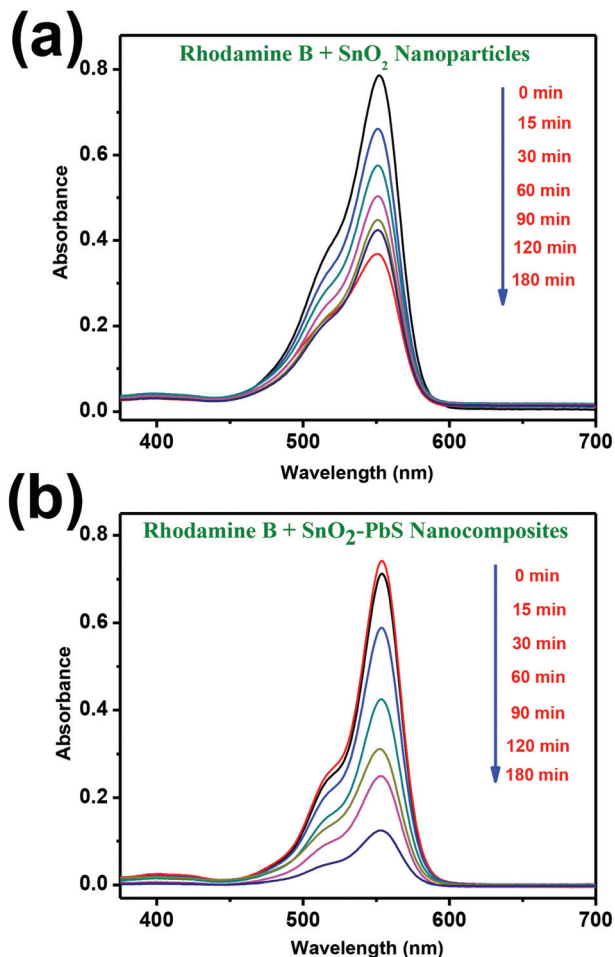 (a)
Rhodamine B + SnO₂ Nanoparticles
0.8
0.6
0.4
0.2
0.0
Absorbance
0 min
15 min
30 min
60 min
90 min
120 min
180 min
400
500
600
700
Wavelength (nm)
(b)
Rhodamine B + SnO₂-PbS Nanocomposites
0.8
0.6
0.4
0.2
0.0
Absorbance
0 min
15 min
30 min
60 min
90 min
120 min
180 min
400
500
600
700
Wavelength (nm)